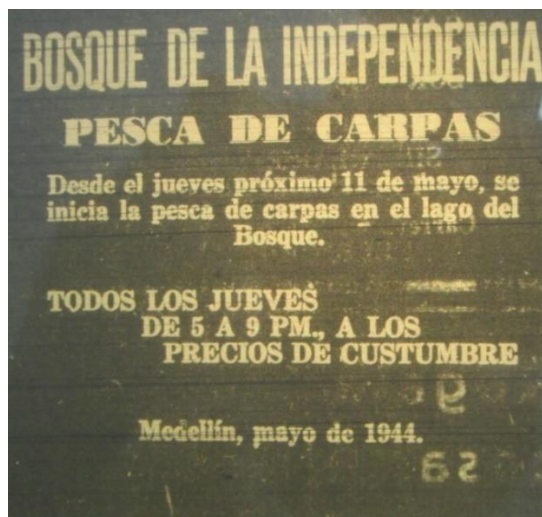 BOSQUE DE LA INDEPENDENCIA
PESCA DE CARPAS
Desde el jueves próximo 11 de mayo, se
inicia la pesca de carpas en el lago del
Bosque.
TODOS LOS JUEVES
DE 5 A 9 PM., A LOS
PRECIOS DE CUSTUMBRE
Medellín, mayo de 1944.